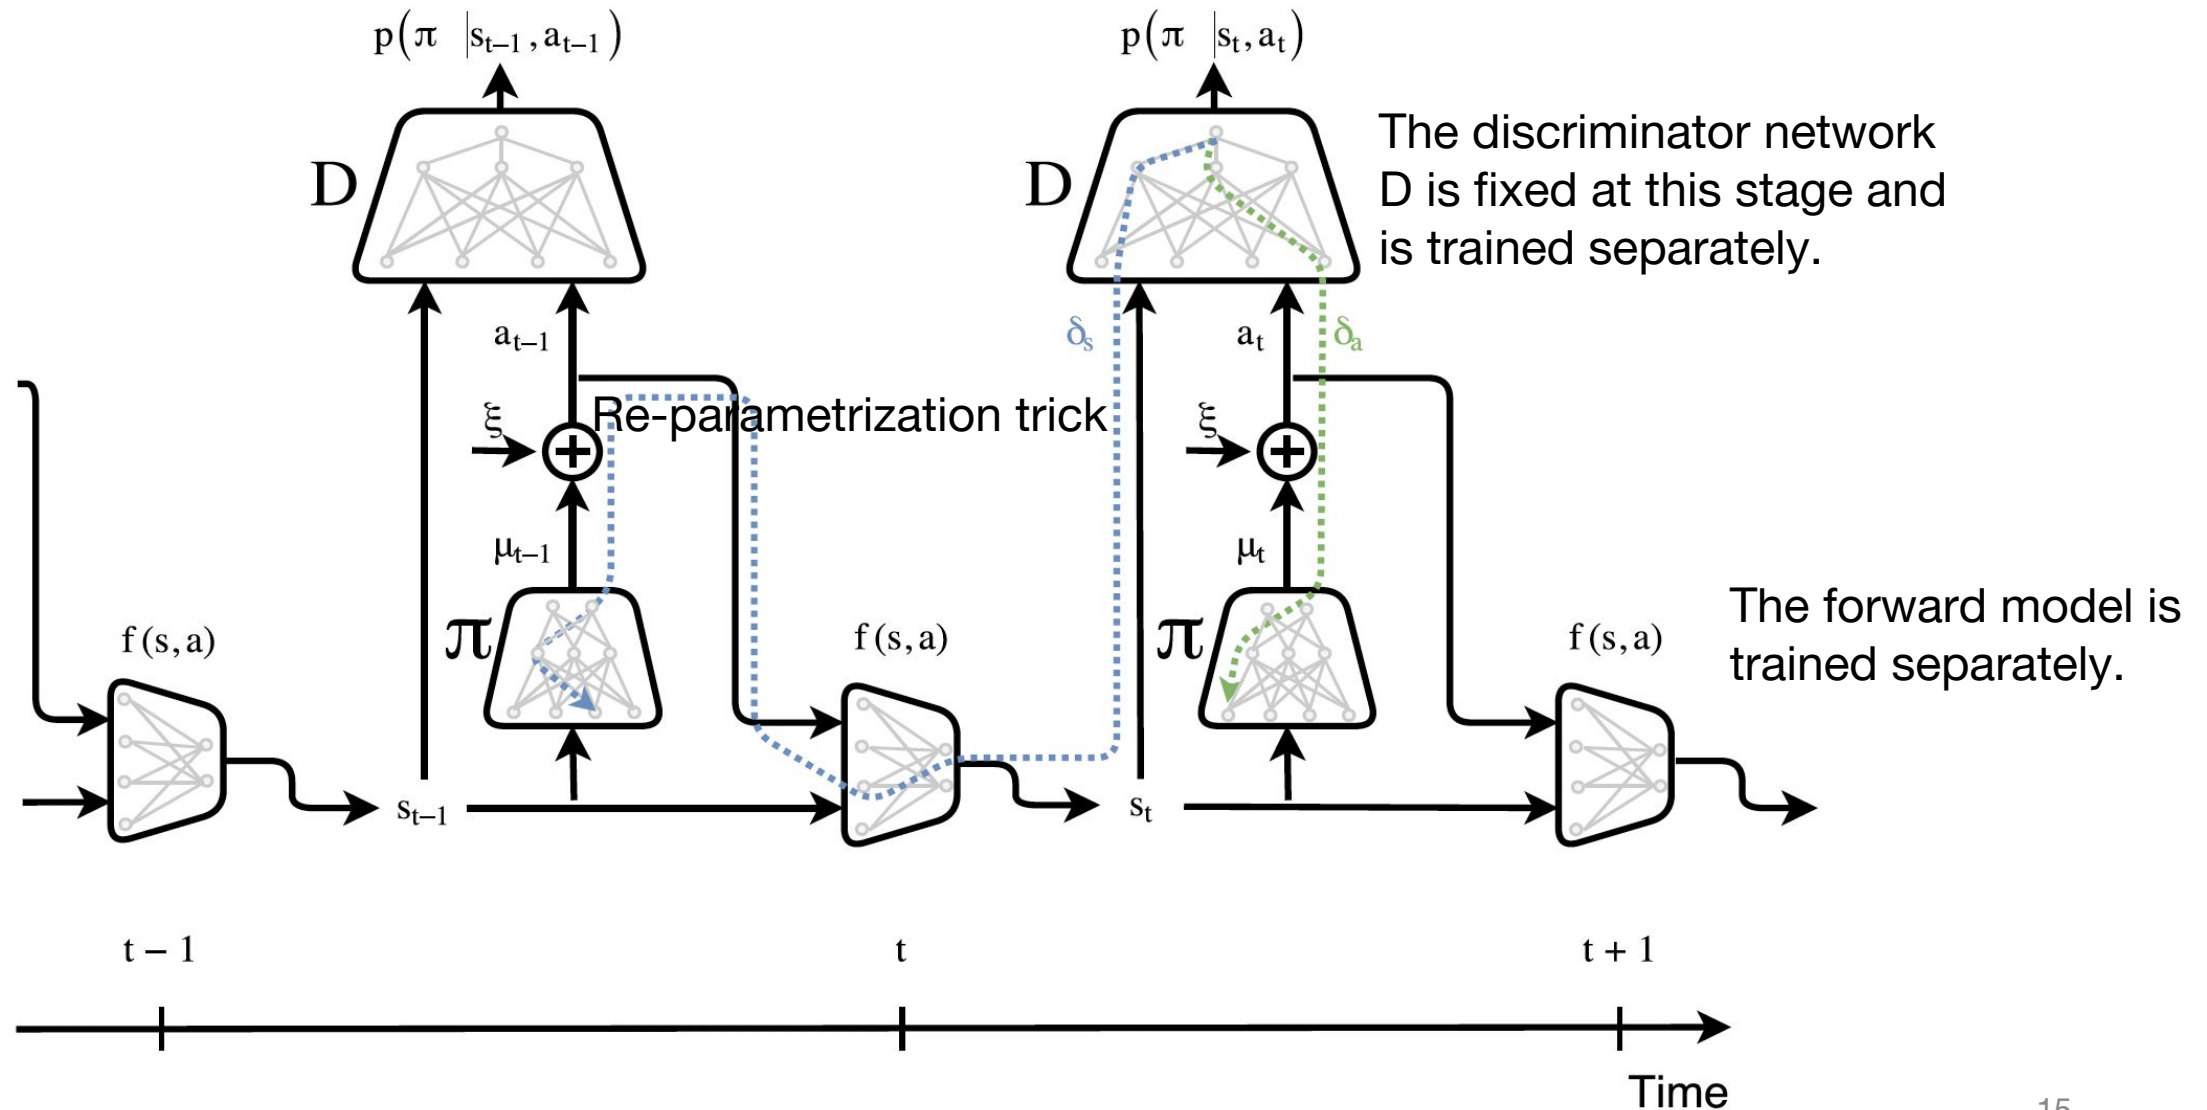 p(π |sₜ₋₁, aₜ₋₁)
p(π |sₜ, aₜ)
The discriminator network
D is fixed at this stage and
is trained separately.
D
D
aₜ₋₁
δₛ
aₜ
δₐ
ξ
Re-parametrization trick
ξ
μₜ₋₁
μₜ
The forward model is
trained separately.
f(s, a)
π
f(s, a)
π
f(s, a)
sₜ₋₁
sₜ
t − 1
t
t + 1
Time
15